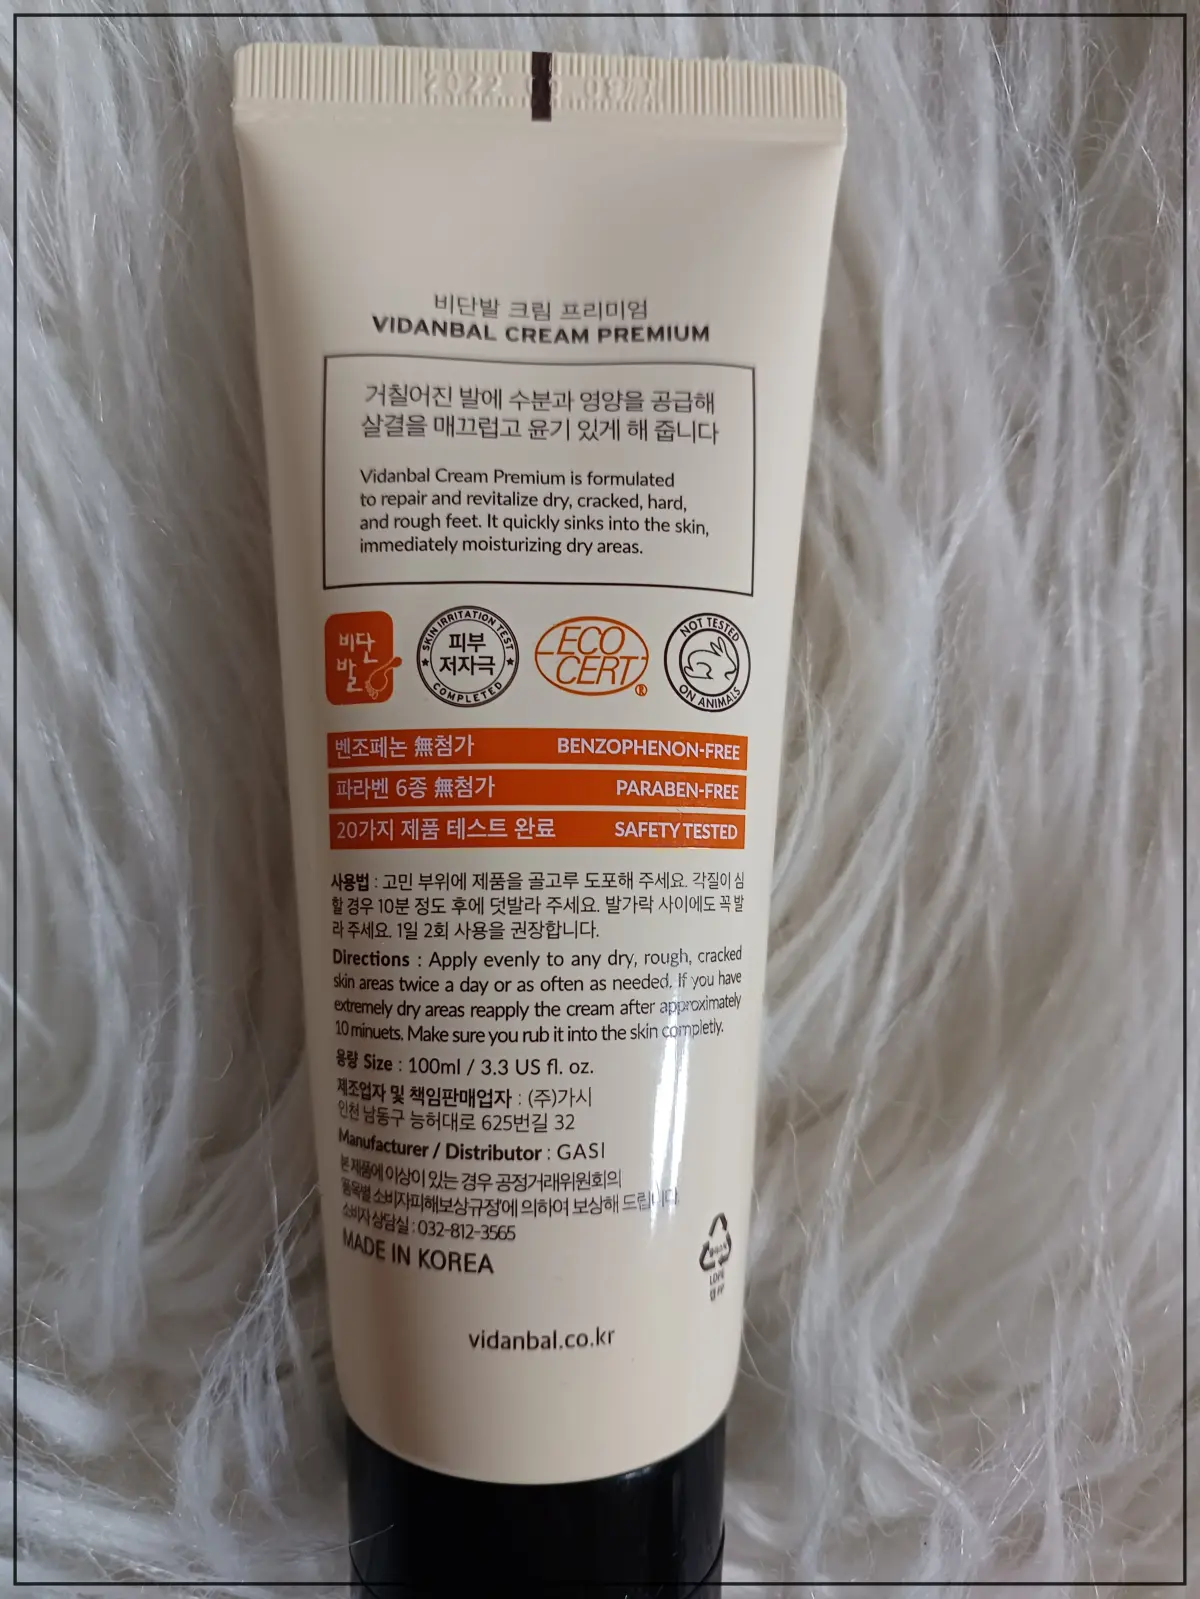 2022
비단발 크림 프리미엄
VIDANBAL CREAM PREMIUM
거칠어진 발에 수분과 영양을 공급해
살결을 매끄럽고 윤기 있게 해 줍니다
Vidanbal Cream Premium is formulated
to repair and revitalize dry, cracked, hard,
and rough feet. It quickly sinks into the skin,
immediately moisturizing dry areas.
비단
발
SKIN IRRITATION TEST
피부
저자극
COMPLETED
ECO
CERT
®
NOT TESTED
ON ANIMALS
벤조페논 無첨가 BENZOPHENON-FREE
파라벤 6종 無첨가 PARABEN-FREE
20가지 제품 테스트 완료 SAFETY TESTED
사용법 : 고민 부위에 제품을 골고루 도포해 주세요. 각질이 심
할 경우 10분 정도 후에 덧발라 주세요. 발가락 사이에도 꼭 발
라 주세요. 1일 2회 사용을 권장합니다.
Directions : Apply evenly to any dry, rough, cracked
skin areas twice a day or as often as needed. If you have
extremely dry areas reapply the cream after approximately
10 minuets. Make sure you rub it into the skin completly.
용량 Size : 100ml / 3.3 US fl. oz.
제조업자 및 책임판매업자 : (주)가시
인천 남동구 능허대로 625번길 32
Manufacturer / Distributor : GASI
본 제품에 이상이 있는 경우 공정거래위원회의
'품목별 소비자피해보상규정'에 의하여 보상해 드립니다.
소비자 상담실 : 032-812-3565
MADE IN KOREA
LDPE
캡 PP
vidanbal.co.kr